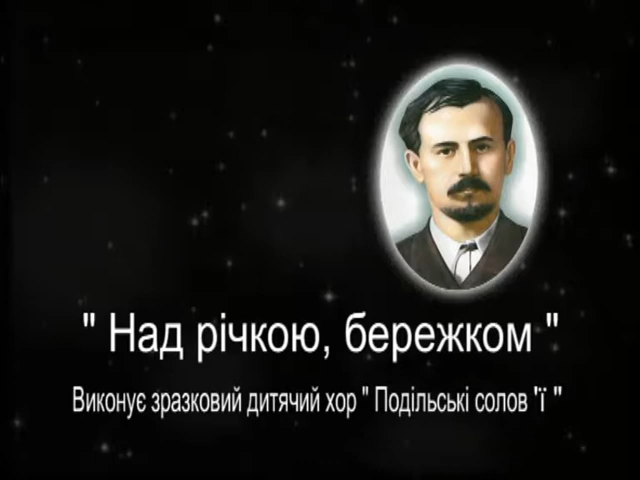 " Над річкою, бережком "
Виконує зразковий дитячий хор " Подільські солов 'ї "